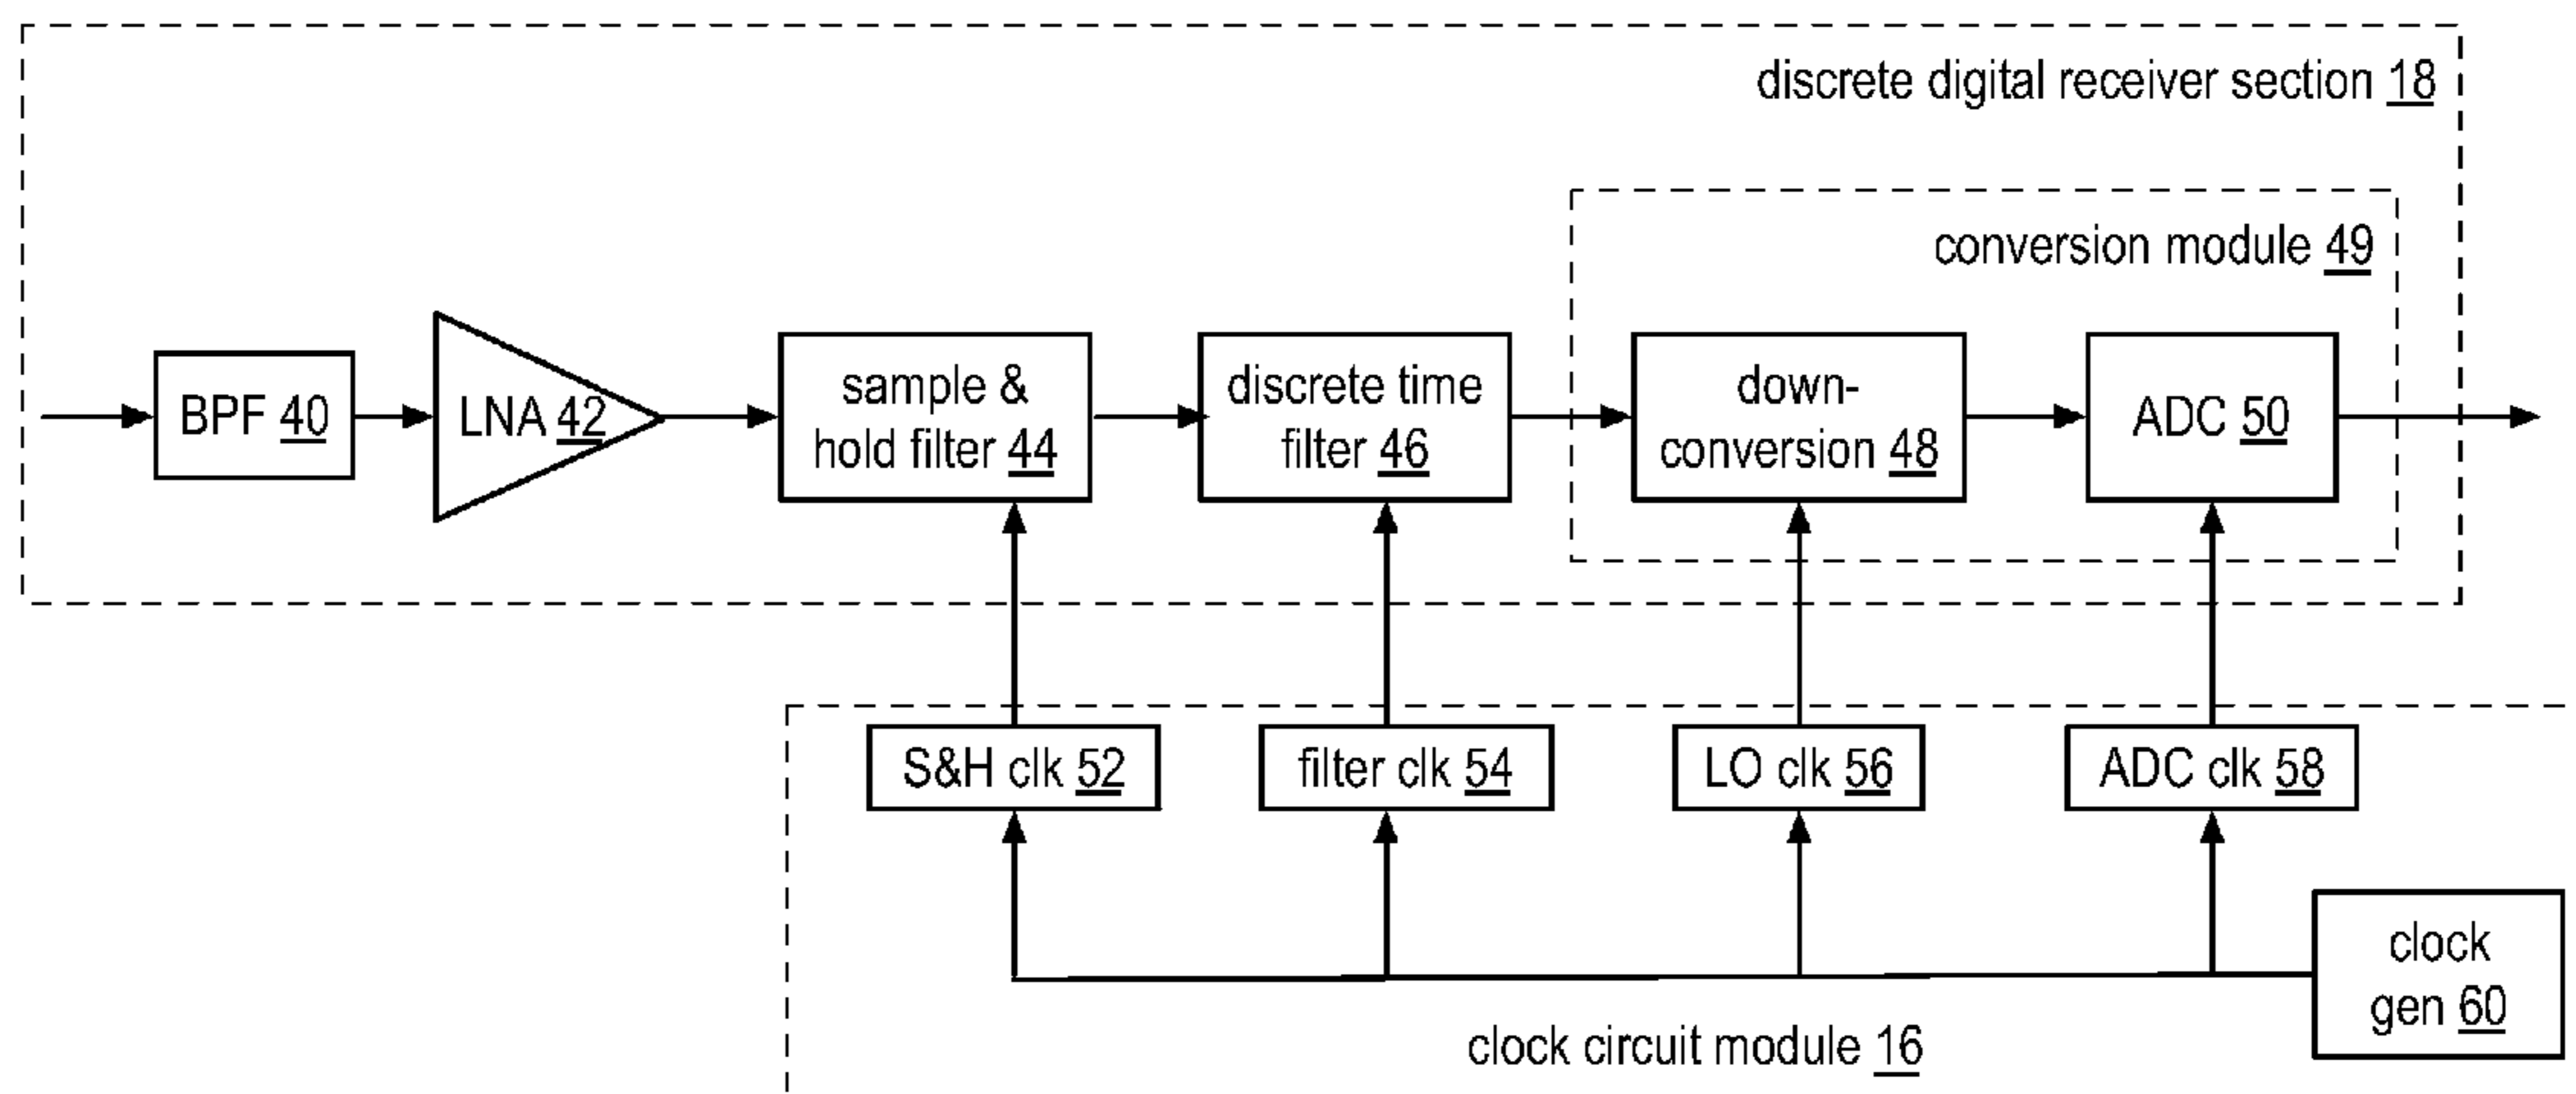 discrete digital receiver section 18
conversion module 49
BPF 40
LNA 42
sample &
hold filter 44
discrete time
filter 46
down-
conversion 48
ADC 50
S&H clk 52
filter clk 54
LO clk 56
ADC clk 58
clock
gen 60
clock circuit module 16